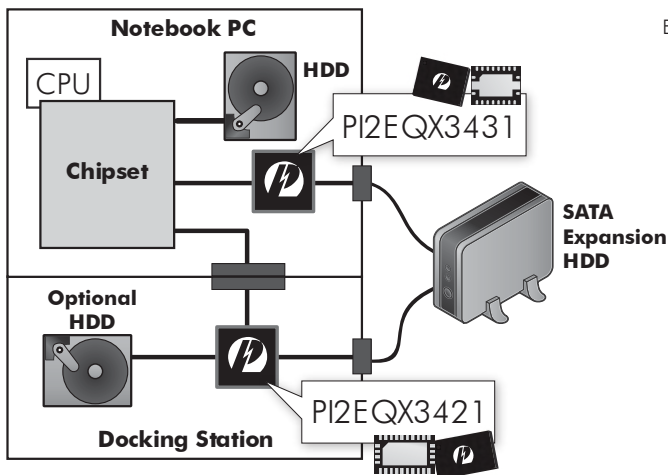 Notebook PC
E
CPU
HDD
PI2EQX3431
Chipset
SATA
Expansion
HDD
Optional
HDD
PI2EQX3421
Docking Station